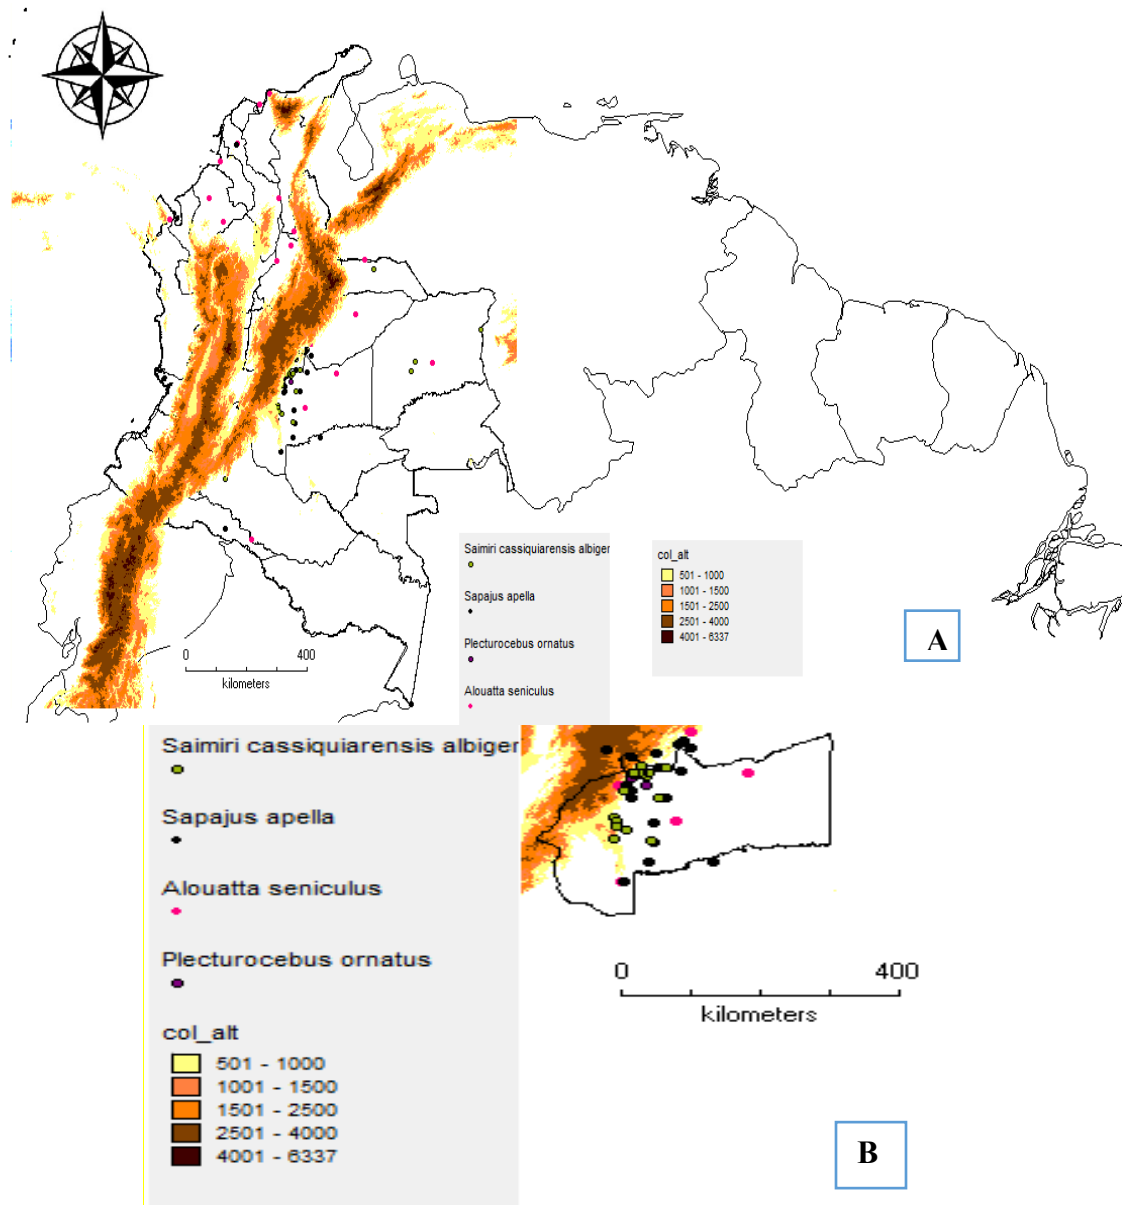 Saimiri cassiquiarensis albiger
Sapajus apella
Plecturocebus ornatus
Alouatta seniculus
col_alt
501 - 1000
1001 - 1500
1501 - 2500
2501 - 4000
4001 - 6337
A
0 400
kilometers
Saimiri cassiquiarensis albiger
Sapajus apella
Alouatta seniculus
Plecturocebus ornatus
col_alt
501 - 1000
1001 - 1500
1501 - 2500
2501 - 4000
4001 - 6337
0 400
kilometers
B